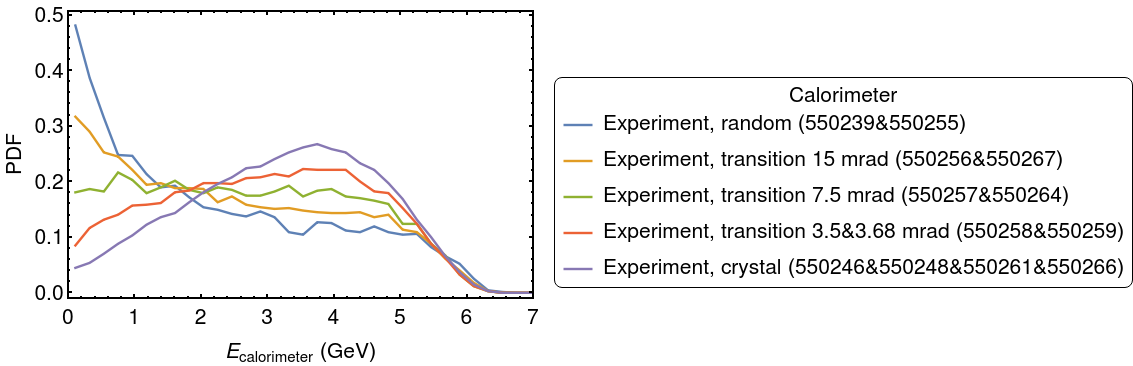 0.5
0.4
0.3
0.2
0.1
0.0
PDF
0 1 2 3 4 5 6 7
Ecalorimeter (GeV)
Calorimeter
Experiment, random (550239&550255)
Experiment, transition 15 mrad (550256&550267)
Experiment, transition 7.5 mrad (550257&550264)
Experiment, transition 3.5&3.68 mrad (550258&550259)
Experiment, crystal (550246&550248&550261&550266)